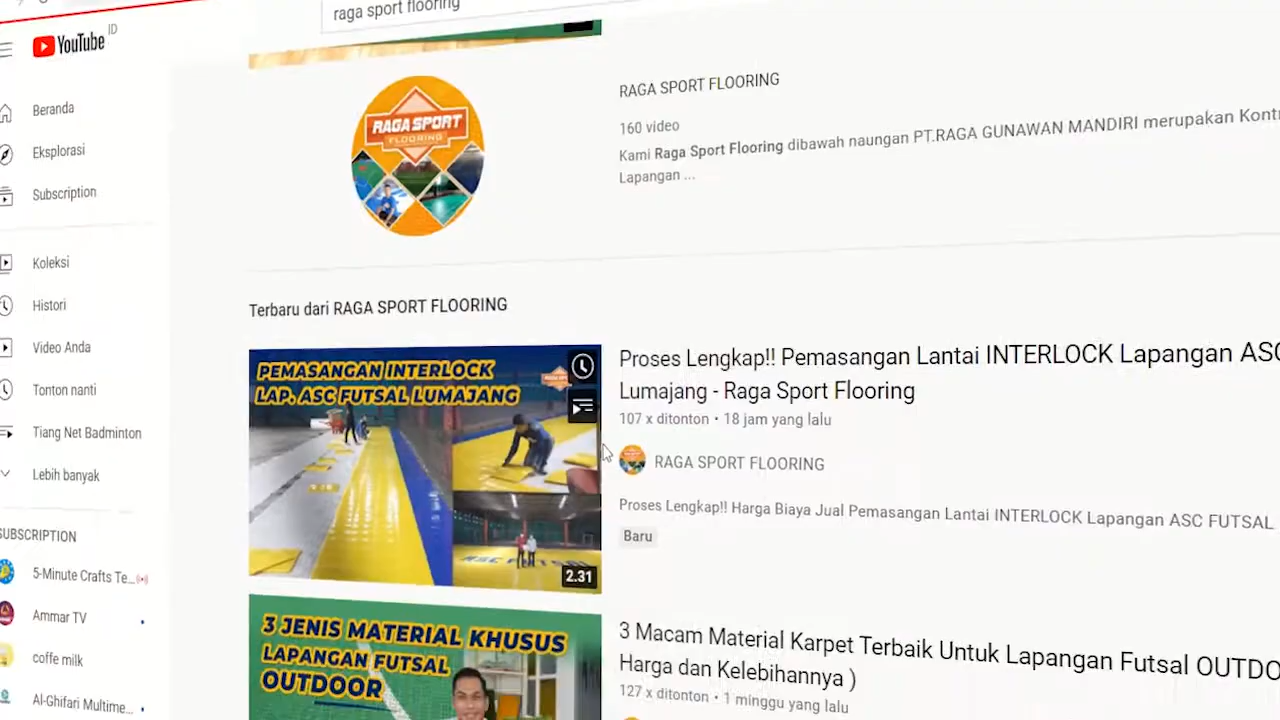 raga sport flooring
YouTube
ID
Beranda
Eksplorasi
Subscription
Koleksi
Histori
Video Anda
Tonton nanti
Tiang Net Badminton
Lebih banyak
SUBSCRIPTION
5-Minute Crafts Te...
Ammar TV
coffe milk
Al-Ghifari Multime...
RAGA SPORT
FLOORING
RAGA SPORT FLOORING
160 video
Kami Raga Sport Flooring dibawah naungan PT.RAGA GUNAWAN MANDIRI merupakan
Lapangan ...
Terbaru dari RAGA SPORT FLOORING
PEMASANGAN INTERLOCK
LAP. ASC FUTSAL LUMAJANG
ASC FUTSAL
2.31
Proses Lengkap!! Pemasangan Lantai INTERLOCK Lapangan ASC
Lumajang - Raga Sport Flooring
107 x ditonton • 18 jam yang lalu
RAGA SPORT FLOORING
Proses Lengkap!! Harga Biaya Jual Pemasangan Lantai INTERLOCK Lapangan ASC FUTSAL
Baru
3 JENIS MATERIAL KHUSUS
LAPANGAN FUTSAL
OUTDOOR
3 Macam Material Karpet Terbaik Untuk Lapangan Futsal
Harga dan Kelebihannya )
127 x ditonton • 1 minggu yang lalu